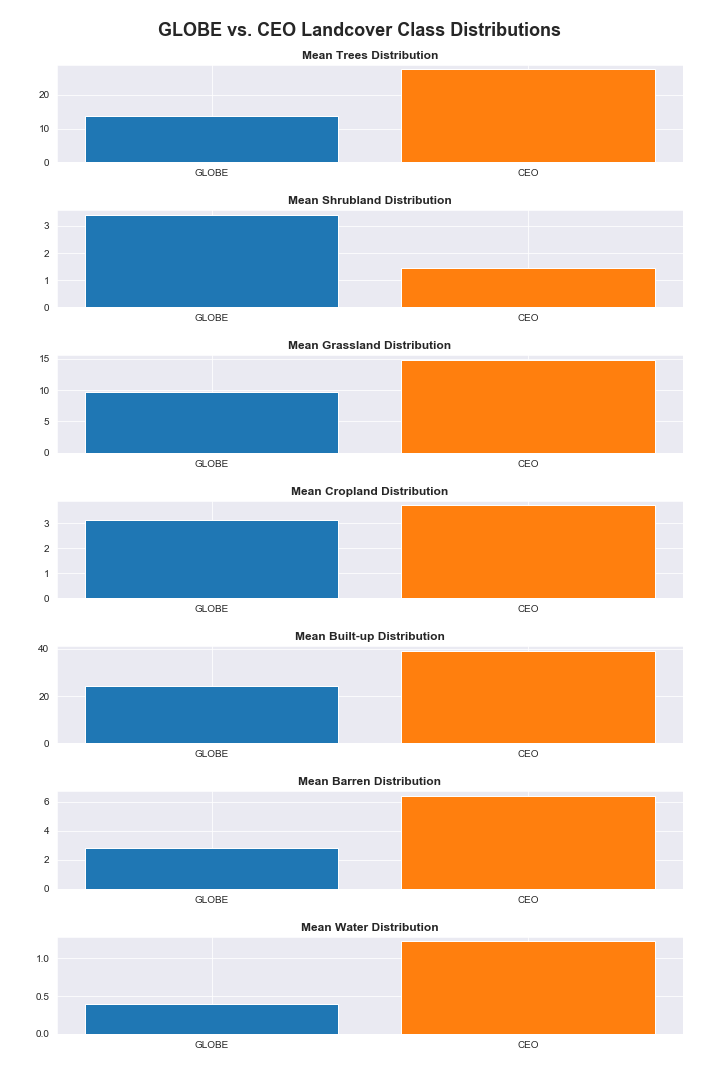 GLOBE vs. CEO Landcover Class Distributions
Mean Trees Distribution
20
10
0
GLOBE CEO
Mean Shrubland Distribution
3
2
1
0
GLOBE CEO
Mean Grassland Distribution
15
10
5
0
GLOBE CEO
Mean Cropland Distribution
3
2
1
0
GLOBE CEO
Mean Built-up Distribution
40
20
0
GLOBE CEO
Mean Barren Distribution
6
4
2
0
GLOBE CEO
Mean Water Distribution
1.0
0.5
0.0
GLOBE CEO